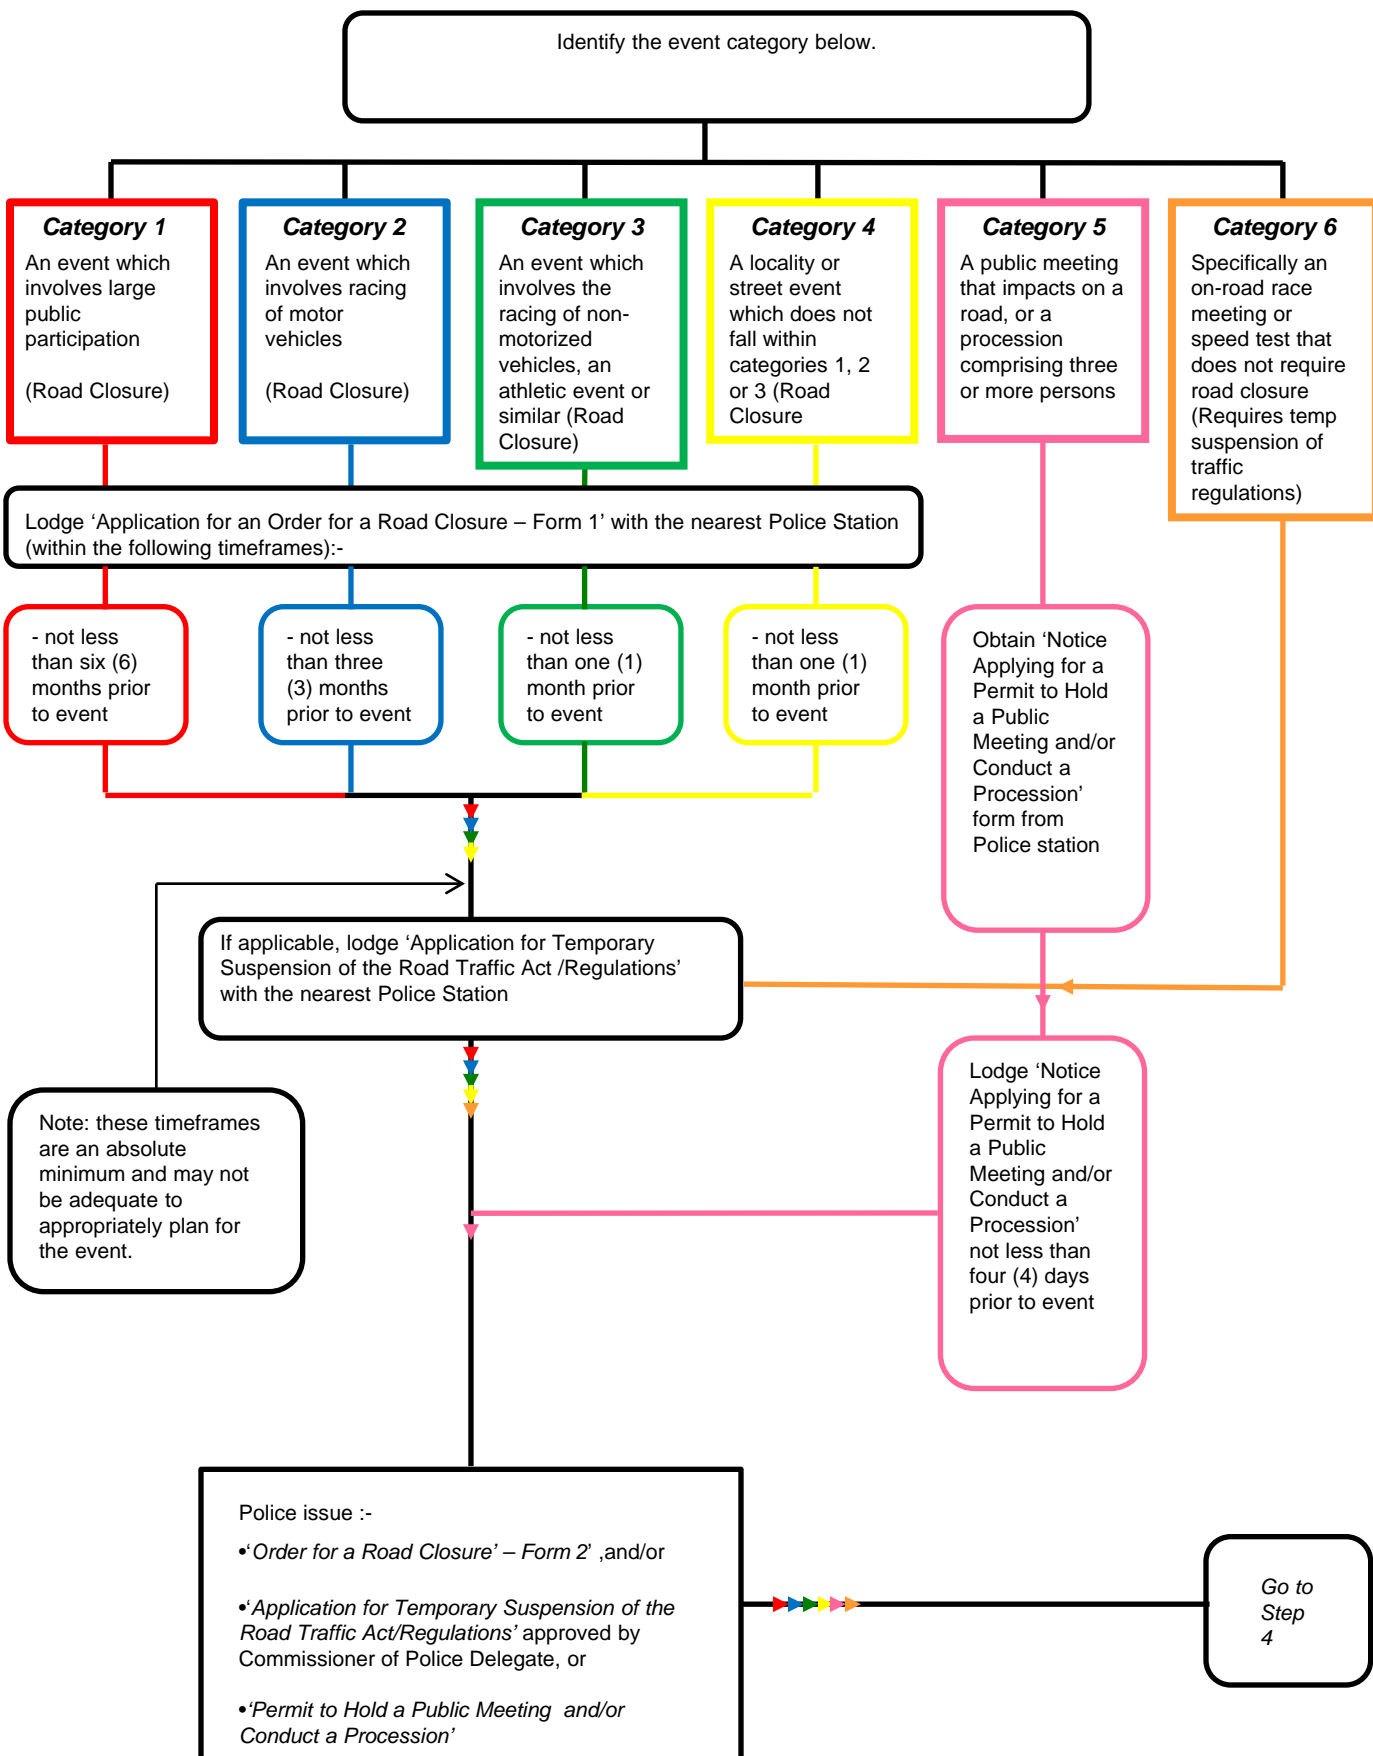 Identify the event category below.
Category 1
An event which
involves large
public
participation
(Road Closure)
Category 2
An event which
involves racing
of motor
vehicles
(Road Closure)
Category 3
An event which
involves the
racing of non-
motorized
vehicles, an
athletic event or
similar (Road
Closure)
Category 4
A locality or
street event
which does not
fall within
categories 1, 2
or 3 (Road
Closure
Category 5
A public meeting
that impacts on a
road, or a
procession
comprising three
or more persons
Category 6
Specifically an
on-road race
meeting or
speed test that
does not require
road closure
(Requires temp
suspension of
traffic
regulations)
Lodge ‘Application for an Order for a Road Closure – Form 1’ with the nearest Police Station
(within the following timeframes):-
- not less
than six (6)
months prior
to event
- not less
than three
(3) months
prior to event
- not less
than one (1)
month prior
to event
- not less
than one (1)
month prior
to event
Obtain ‘Notice
Applying for a
Permit to Hold
a Public
Meeting and/or
Conduct a
Procession’
form from
Police station
If applicable, lodge ‘Application for Temporary
Suspension of the Road Traffic Act /Regulations’
with the nearest Police Station
Lodge ‘Notice
Applying for a
Permit to Hold
a Public
Meeting and/or
Conduct a
Procession’
not less than
four (4) days
prior to event
Note: these timeframes
are an absolute
minimum and may not
be adequate to
appropriately plan for
the event.
Police issue :-
•‘Order for a Road Closure’ – Form 2’ ,and/or
•‘Application for Temporary Suspension of the
Road Traffic Act/Regulations’ approved by
Commissioner of Police Delegate, or
•‘Permit to Hold a Public Meeting and/or
Conduct a Procession’
Go to
Step
4